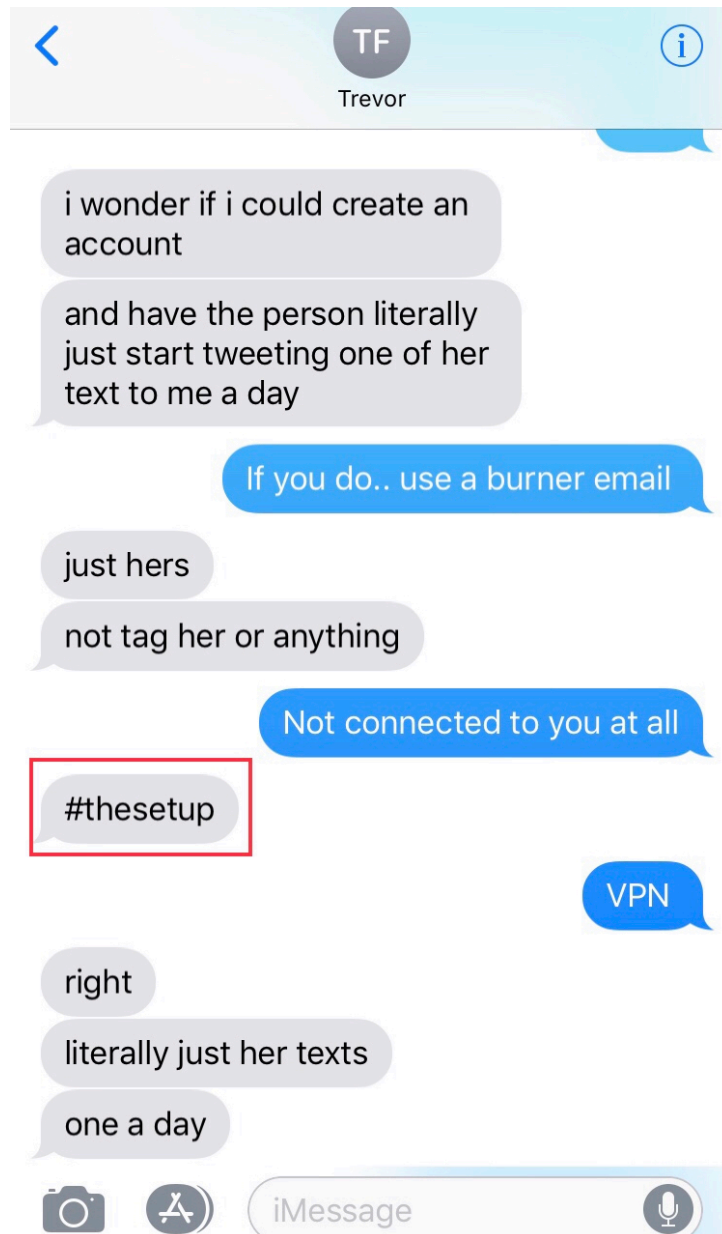 TF
Trevor
i wonder if i could create an
account
and have the person literally
just start tweeting one of her
text to me a day
If you do.. use a burner email
just hers
not tag her or anything
Not connected to you at all
#thesetup
VPN
right
literally just her texts
one a day
iMessage